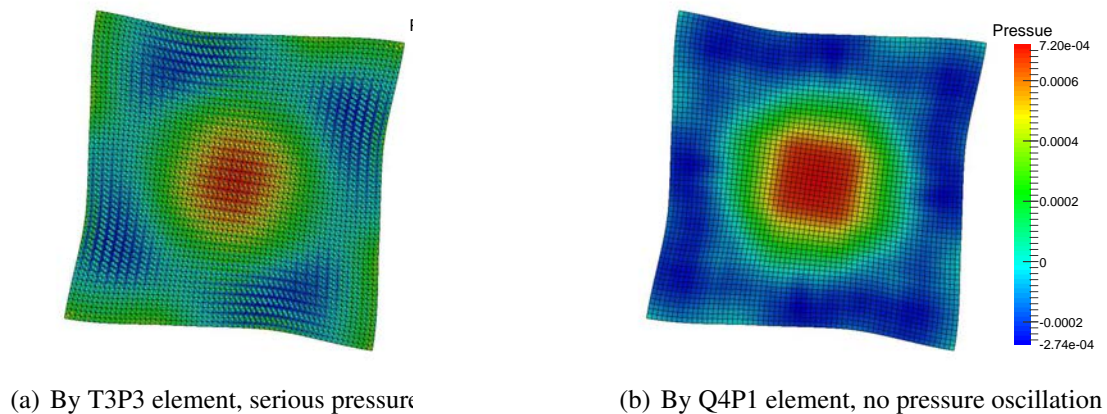 Pressue
7.20e-04
0.0006
0.0004
0.0002
0
-0.0002
-2.74e-04
(a) By T3P3 element, serious pressure
(b) By Q4P1 element, no pressure oscillation